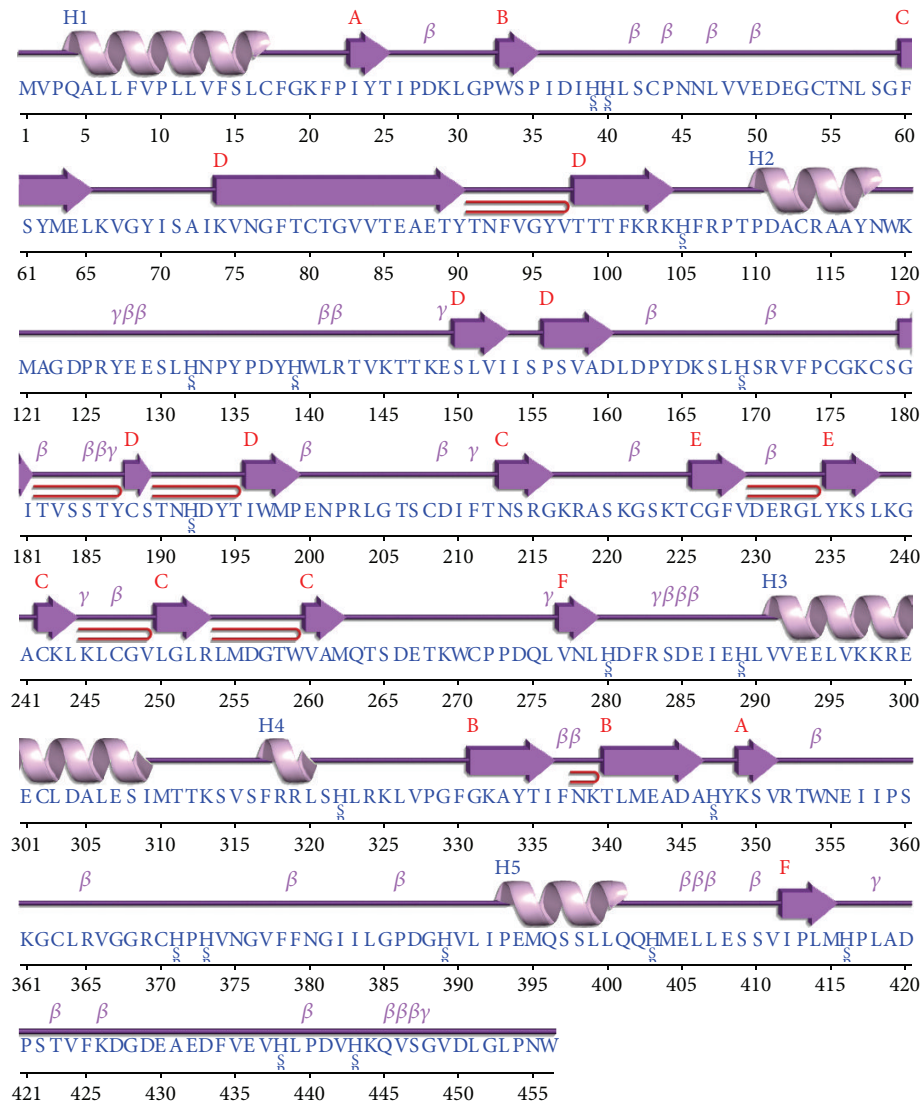 H1 A β B β β β β C
MVPQALLFVPLLVFSLCFGKFPIYTIPDKLGPWSPIDIHHLSCPNNLVVEDEGCTNLSGF
S S
1 5 10 15 20 25 30 35 40 45 50 55 60
D D H2
SYMELKVGYISAIKVNGFTCTGVVTEAETYTNFVGYVTTTFKRKHFRPTPDACRAAYNWK
S
61 65 70 75 80 85 90 95 100 105 110 115 120
γββ ββ γ D D β β D
MAGDPRYEESLHNPYPDYHWLRTVKTTKESLVIISPSVADLDPYDKSLHSRVFPCGKCSG
S S S
121 125 130 135 140 145 150 155 160 165 170 175 180
β ββγ D D β β γ C β E β E
ITVSSTYCSTNHDYTIWMPENPRLGTSCDIFTNSRGKRASKGSKTCGFVDERGLYKSLKG
S
181 185 190 195 200 205 210 215 220 225 230 235 240
C γ β C C γ F γβββ H3
ACKLKLCGVLGLRLMDGTWVAMQTSDETKWCPPDQLVNLHDFRSDEIEHLVVEELVKKRE
S S
241 245 250 255 260 265 270 275 280 285 290 295 300
H4 B ββ B A β
ECLDALESIMTTKSVSFRRLSHLRKLVPGFGKAYTIFNKTLMEADAHYKSVRTWNEIIPS
S S
301 305 310 315 320 325 330 335 340 345 350 355 360
β β β H5 βββ β F γ
KGCLRVGGRCHPHVNGVFFNGIILGPDGHVLIPEMQSSLLQQHMELLESSVIPLMHPLAD
S S S S S
361 365 370 375 380 385 390 395 400 405 410 415 420
β β β βββγ
PSTVFKDGDEAEDFVEVHLPDVHKQVSGVDLGLPNW
S S
421 425 430 435 440 445 450 455